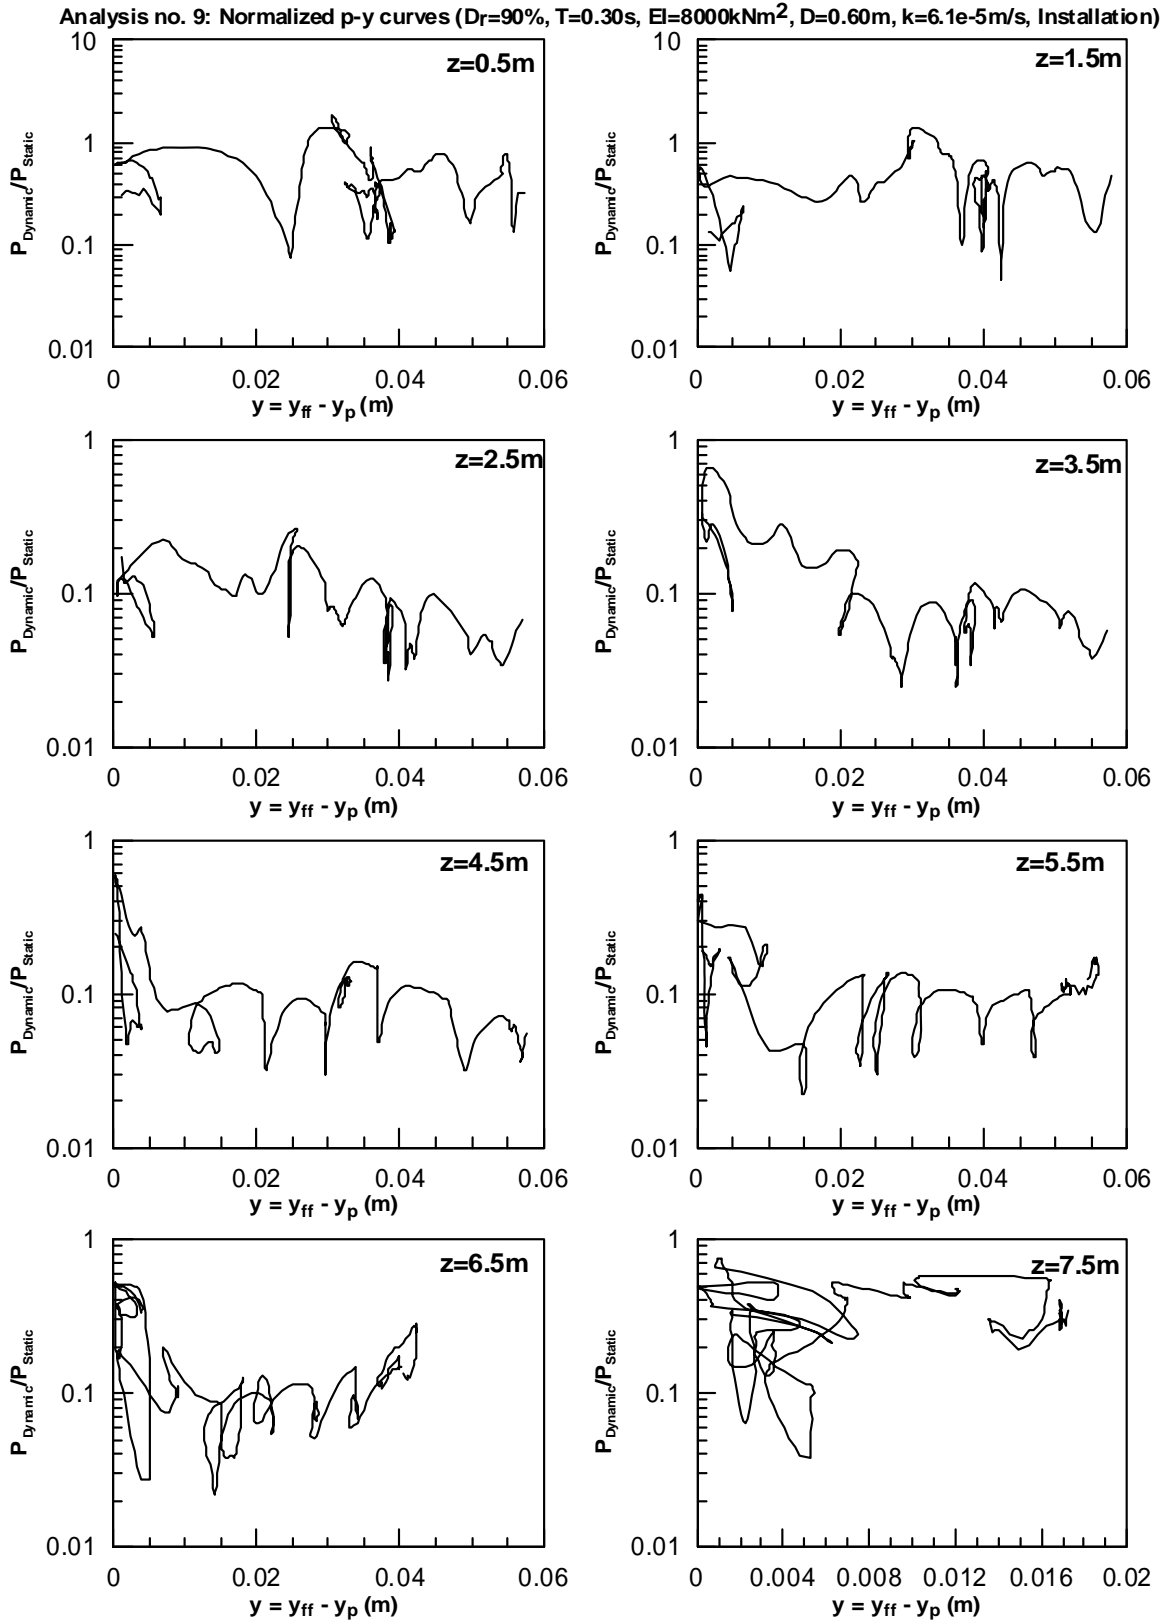 Analysis no. 9: Normalized p-y curves (Dr=90%, T=0.30s, EI=8000kNm2, D=0.60m, k=6.1e-5m/s, Installation)
10
1
0.1
0.01
PDynamic/PStatic
z=0.5m
0 0.02 0.04 0.06
y = yff - yp (m)
10
1
0.1
0.01
PDynamic/PStatic
z=1.5m
0 0.02 0.04 0.06
y = yff - yp (m)
1
0.1
0.01
PDynamic/PStatic
z=2.5m
0 0.02 0.04 0.06
y = yff - yp (m)
1
0.1
0.01
PDynamic/PStatic
z=3.5m
0 0.02 0.04 0.06
y = yff - yp (m)
1
0.1
0.01
PDynamic/PStatic
z=4.5m
0 0.02 0.04 0.06
y = yff - yp (m)
1
0.1
0.01
PDynamic/PStatic
z=5.5m
0 0.02 0.04 0.06
y = yff - yp (m)
1
0.1
0.01
PDynamic/PStatic
z=6.5m
0 0.02 0.04 0.06
y = yff - yp (m)
1
0.1
0.01
PDynamic/PStatic
z=7.5m
0 0.004 0.008 0.012 0.016 0.02
y = yff - yp (m)